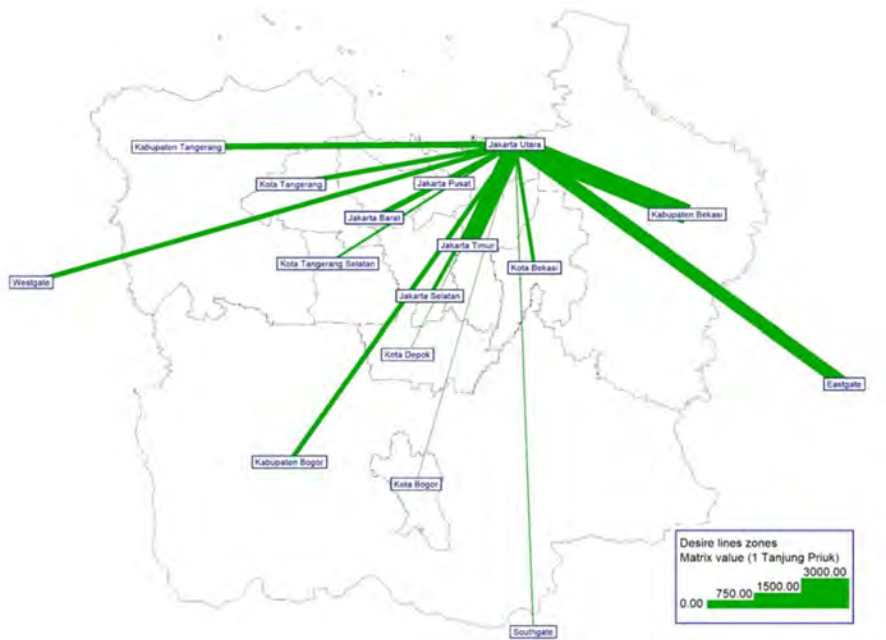 Jakarta Utara
Kabupaten Tangerang
Kota Tangerang
Jakarta Pusat
Jakarta Barat
Kabupaten Bekasi
Jakarta Timur
Kota Tangerang Selatan
Kota Bekasi
Westgate
Jakarta Selatan
Kota Depok
Eastgate
Kabupaten Bogor
Kota Bogor
Southgate
Desire lines zones
Matrix value (1 Tanjung Priuk)
0.00 750.00 1500.00 3000.00